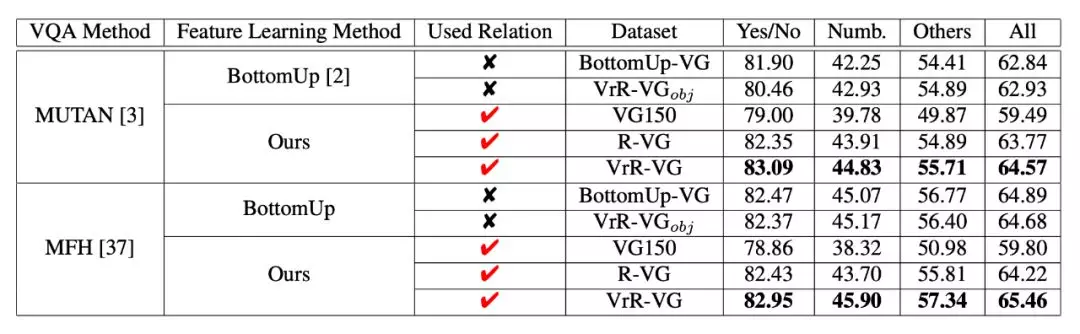 VQA Method Feature Learning Method Used Relation Dataset Yes/No Numb. Others All
MUTAN [3] BottomUp [2] ✘ BottomUp-VG 81.90 42.25 54.41 62.84
✘ VrR-VGobj 80.46 42.93 54.89 62.93
Ours ✔ VG150 79.00 39.78 49.87 59.49
✔ R-VG 82.35 43.91 54.89 63.77
✔ VrR-VG 83.09 44.83 55.71 64.57
MFH [37] BottomUp ✘ BottomUp-VG 82.47 45.07 56.77 64.89
✘ VrR-VGobj 82.37 45.17 56.40 64.68
Ours ✔ VG150 78.86 38.32 50.98 59.80
✔ R-VG 82.43 43.70 55.81 64.22
✔ VrR-VG 82.95 45.90 57.34 65.46